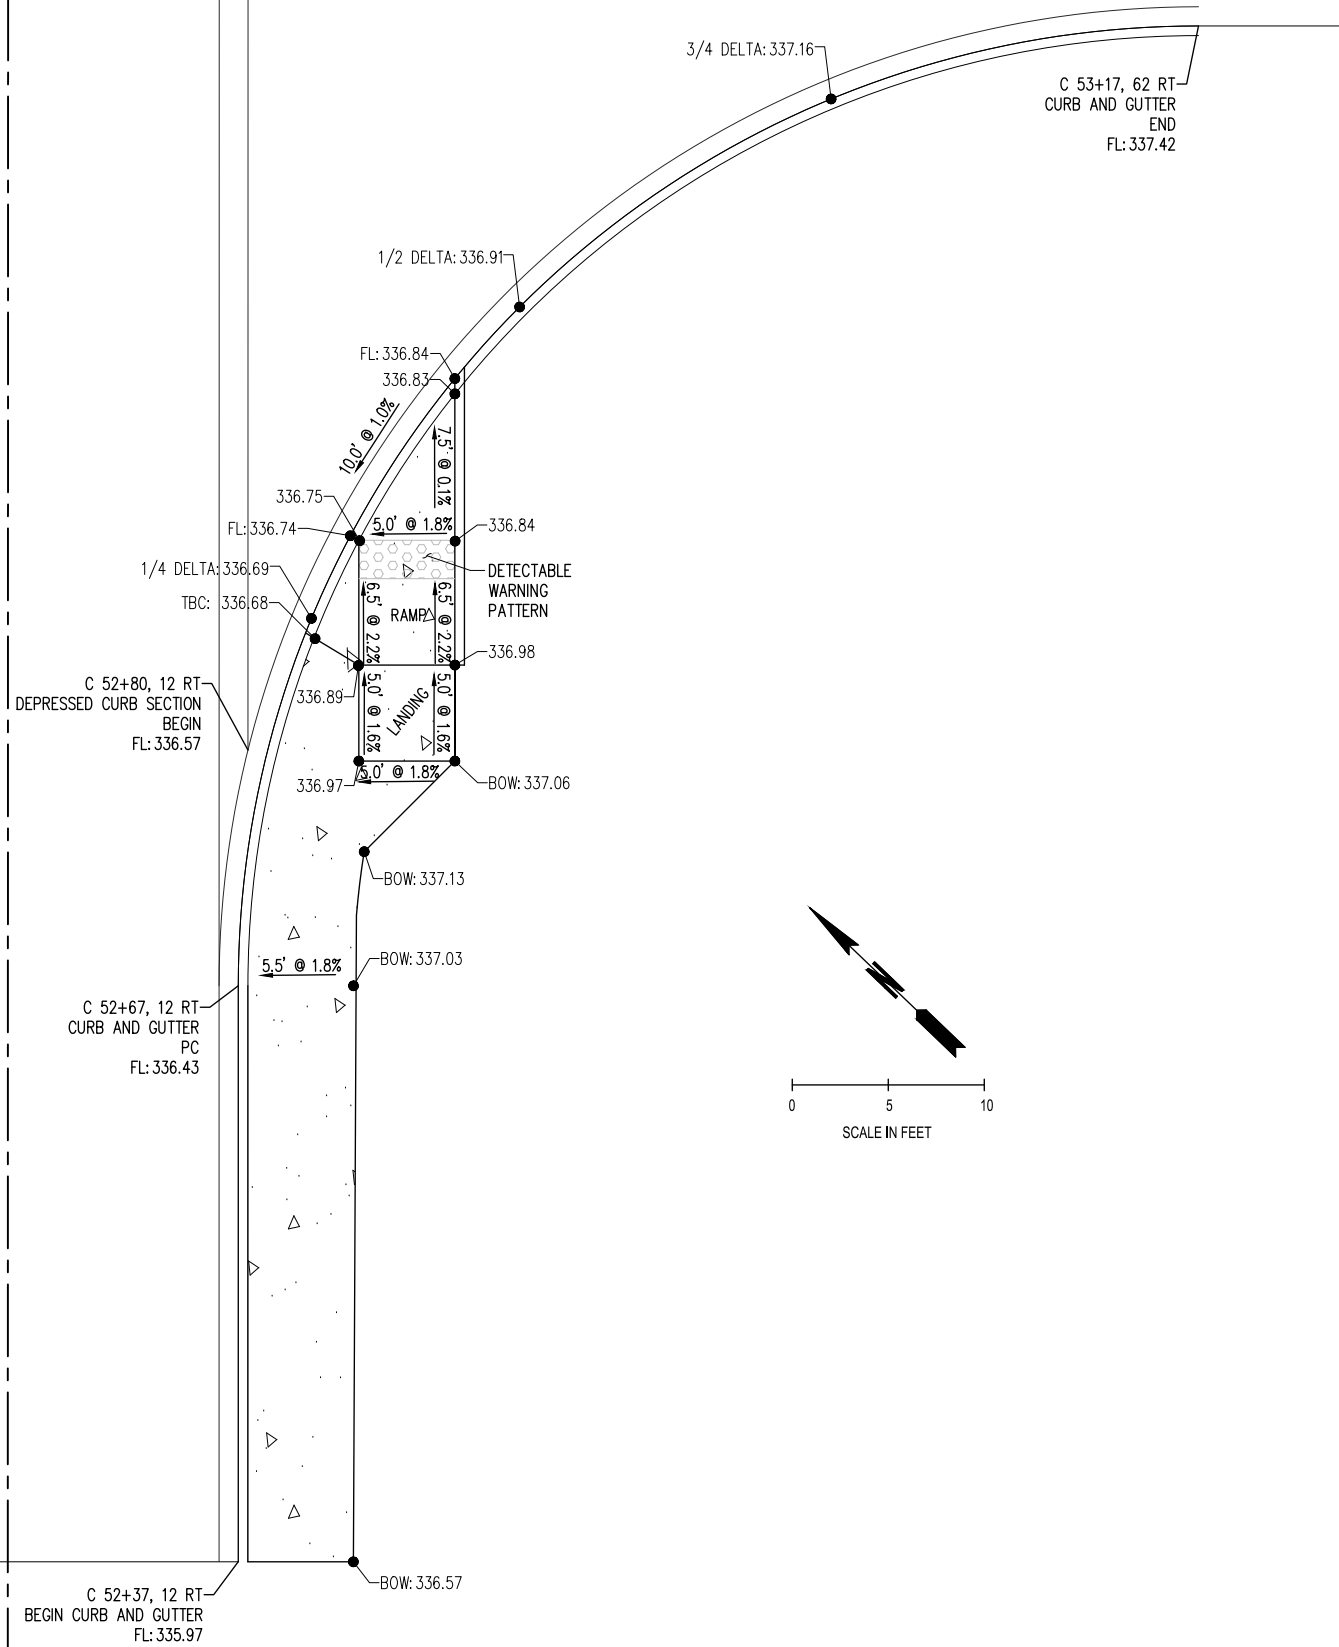 3/4 DELTA: 337.16
C 53+17, 62 RT
CURB AND GUTTER
END
FL: 337.42
1/2 DELTA: 336.91
FL: 336.84
336.83
10.0' @ 1.0%
7.5' @ 0.1%
336.75
5.0' @ 1.8%
336.84
FL: 336.74
DETECTABLE
WARNING
PATTERN
1/4 DELTA: 336.69
TBC: 336.68
6.5' @ 2.2%
RAMP
6.5' @ 2.2%
336.98
C 52+80, 12 RT
DEPRESSED CURB SECTION
BEGIN
FL: 336.57
336.89
5.0' @ 1.6%
LANDING
5.0' @ 1.6%
336.97
5.0' @ 1.8%
BOW: 337.06
BOW: 337.13
5.5' @ 1.8%
BOW: 337.03
C 52+67, 12 RT
CURB AND GUTTER
PC
FL: 336.43
N
0 5 10
SCALE IN FEET
BOW: 336.57
C 52+37, 12 RT
BEGIN CURB AND GUTTER
FL: 335.97